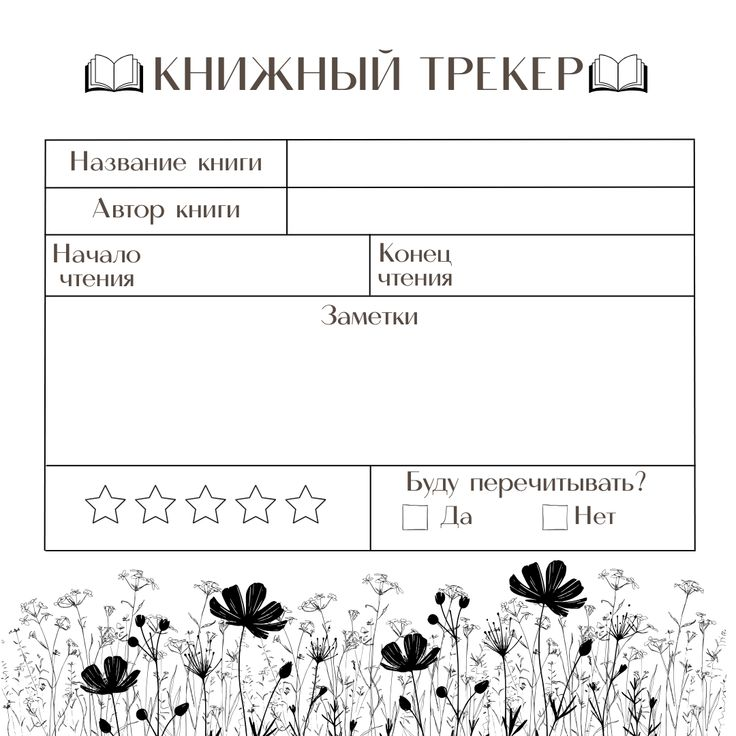 КНИЖНЫЙ ТРЕКЕР
Название книги
Автор книги
Начало
чтения
Конец
чтения
Заметки
Буду перечитывать?
Да
Нет